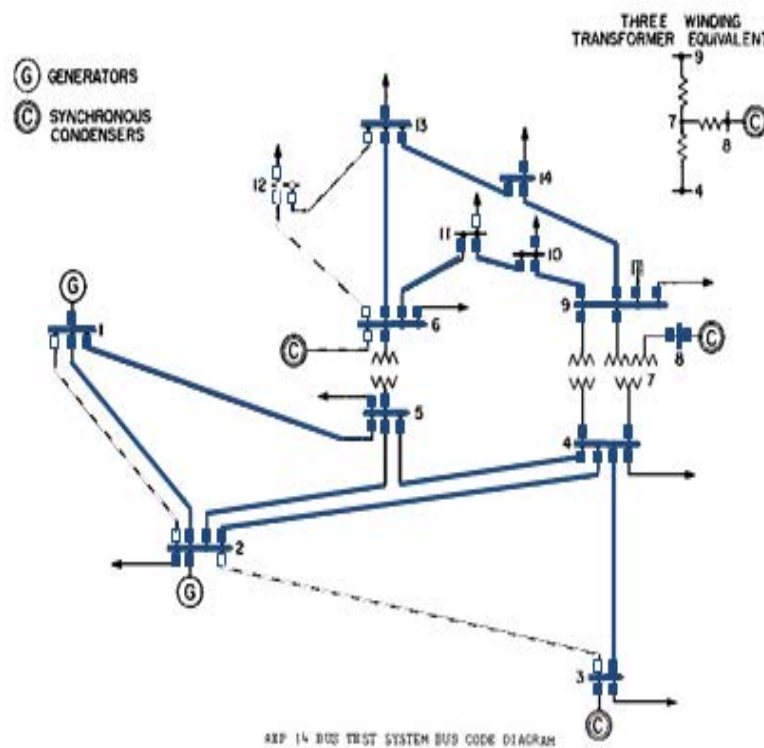 THREE WINDING
TRANSFORMER EQUIVALENT
9
7
8
C
4
G GENERATORS
C SYNCHRONOUS
CONDENSERS
13
14
12
11
10
9
G
1
6
C
8
C
7
5
4
2
G
3
C
AEP 14 BUS TEST SYSTEM BUS CODE DIAGRAM